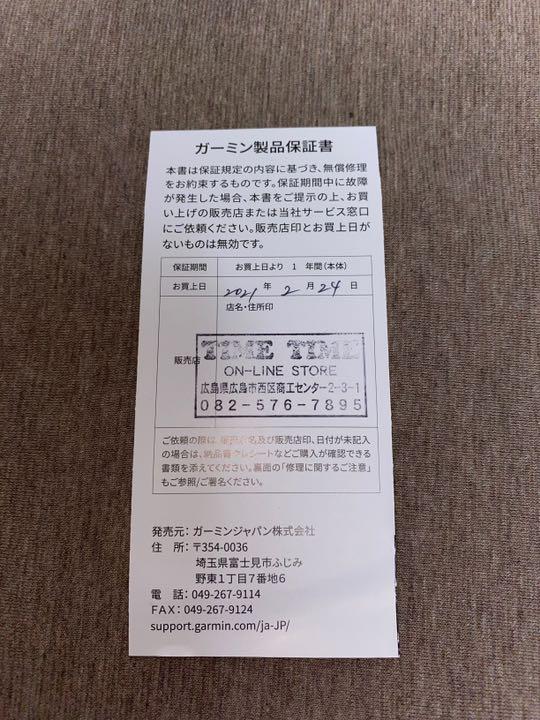 ガーミン製品保証書
本書は保証規定の内容に基づき、無償修理
をお約束するものです。保証期間中に故障
が発生した場合、本書をご提示の上、お買
い上げの販売店または当社サービス窓口
にご依頼ください。販売店印とお買上日が
ないものは無効です。
保証期間 お買上日より 1 年間(本体)
お買上日 2021 年 2 月 24 日
店名・住所印
販売店
TIME TIME
ON-LINE STORE
広島県広島市西区商工センター2-3-1
082-576-7895
ご依頼の際は、販売店名及び販売店印、日付が未記入
の場合は、納品書やレシートなどご購入が確認できる
書類を添えてください。裏面の「修理に関するご注意」
もご参照/ご署名ください。
発売元：ガーミンジャパン株式会社
住 所：〒354-0036
埼玉県富士見市ふじみ
野東1丁目7番地6
電 話：049-267-9114
FAX：049-267-9124
support.garmin.com/ja-JP/